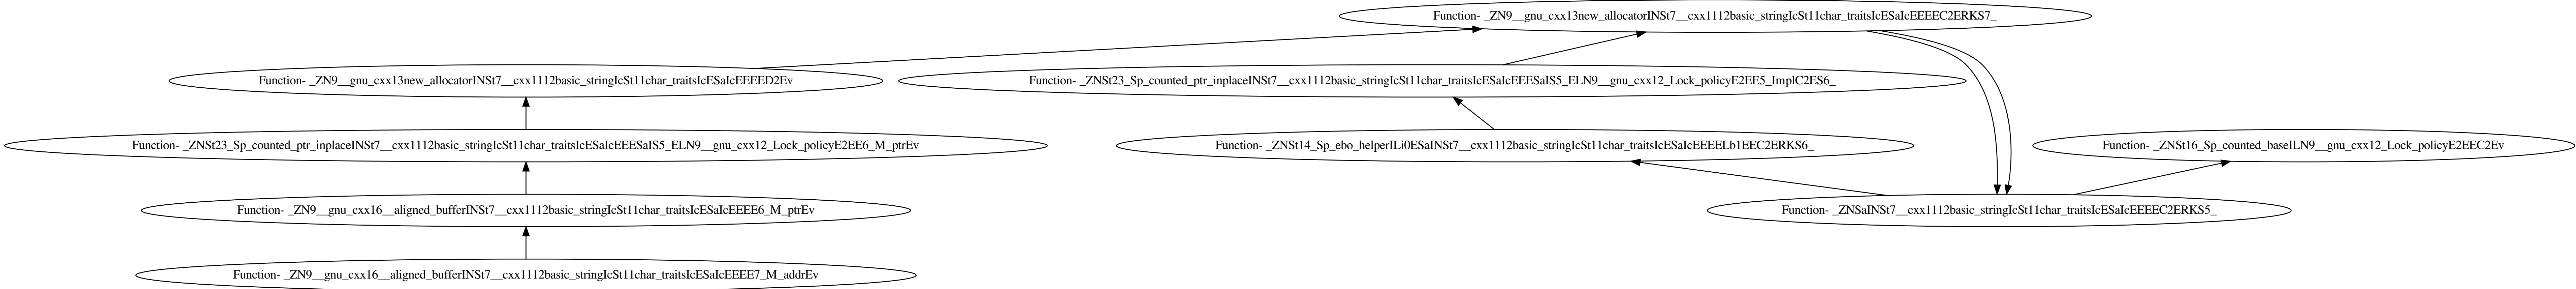 Function- _ZN9__gnu_cxx13new_allocatorINSt7__cxx1112basic_stringIcSt11char_traitsIcESaIcEEEEC2ERKS7_
Function- _ZN9__gnu_cxx13new_allocatorINSt7__cxx1112basic_stringIcSt11char_traitsIcESaIcEEEED2Ev
Function- _ZNSt23_Sp_counted_ptr_inplaceINSt7__cxx1112basic_stringIcSt11char_traitsIcESaIcEEESaIS5_ELN9__gnu_cxx12_Lock_policyE2EE5_ImplC2ES6_
Function- _ZNSt23_Sp_counted_ptr_inplaceINSt7__cxx1112basic_stringIcSt11char_traitsIcESaIcEEESaIS5_ELN9__gnu_cxx12_Lock_policyE2EE6_M_ptrEv
Function- _ZNSt14_Sp_ebo_helperILi0ESaINSt7__cxx1112basic_stringIcSt11char_traitsIcESaIcEEEELb1EEC2ERKS6_
Function- _ZNSt16_Sp_counted_baseILN9__gnu_cxx12_Lock_policyE2EEC2Ev
Function- _ZN9__gnu_cxx16__aligned_bufferINSt7__cxx1112basic_stringIcSt11char_traitsIcESaIcEEEE6_M_ptrEv
Function- _ZNSaINSt7__cxx1112basic_stringIcSt11char_traitsIcESaIcEEEEC2ERKS5_
Function- _ZN9__gnu_cxx16__aligned_bufferINSt7__cxx1112basic_stringIcSt11char_traitsIcESaIcEEEE7_M_addrEv